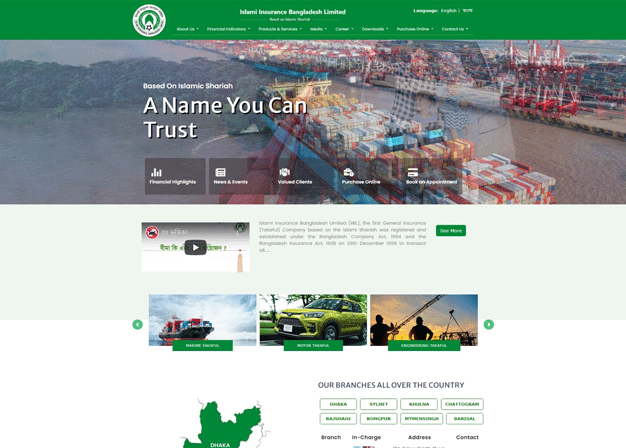 Islami Insurance Bangladesh Limited
Based on Islamic Shariah
Language: English | বাংলা
About Us Financial Indicators Products & Services Media Career Downloads Purchase Online Contact Us
Based On Islamic Shariah
A Name You Can
Trust
Financial Highlights News & Events Valued Clients Purchase Online Book an Appointment
Islami Insurance Bangladesh Limited (IIBL), the first General Insurance
(Takaful) Company based on the Islami Shariah was registered and
established under the Bangladesh Company Act, 1994 and the
Bangladesh Insurance Act, 1938 on 29th December 1999 to transact
all.....
See More
বীমা কি
MARINE TAKAFUL MOTOR TAKAFUL ENGINEERING TAKAFUL
OUR BRANCHES ALL OVER THE COUNTRY
DHAKA SYLHET KHULNA CHATTOGRAM
RAJSHAHI RONGPUR MYMENSINGH BARISAL
Branch In-Charge Address Contact
DHAKA